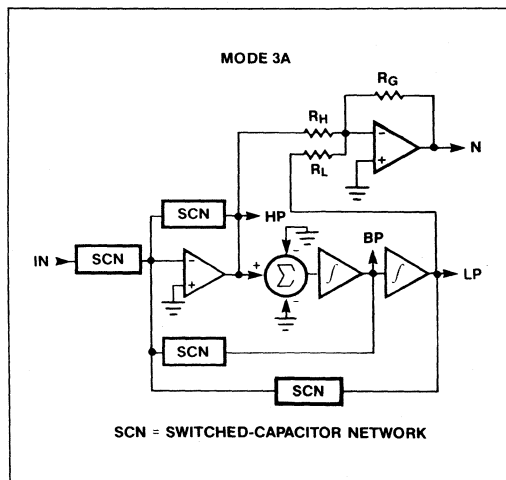 MODE 3A
RG
RH
RL
N
SCN
HP
IN
SCN
BP
Σ
∫
∫
LP
+
-
-
-
+
-
+
SCN
SCN
SCN = SWITCHED-CAPACITOR NETWORK